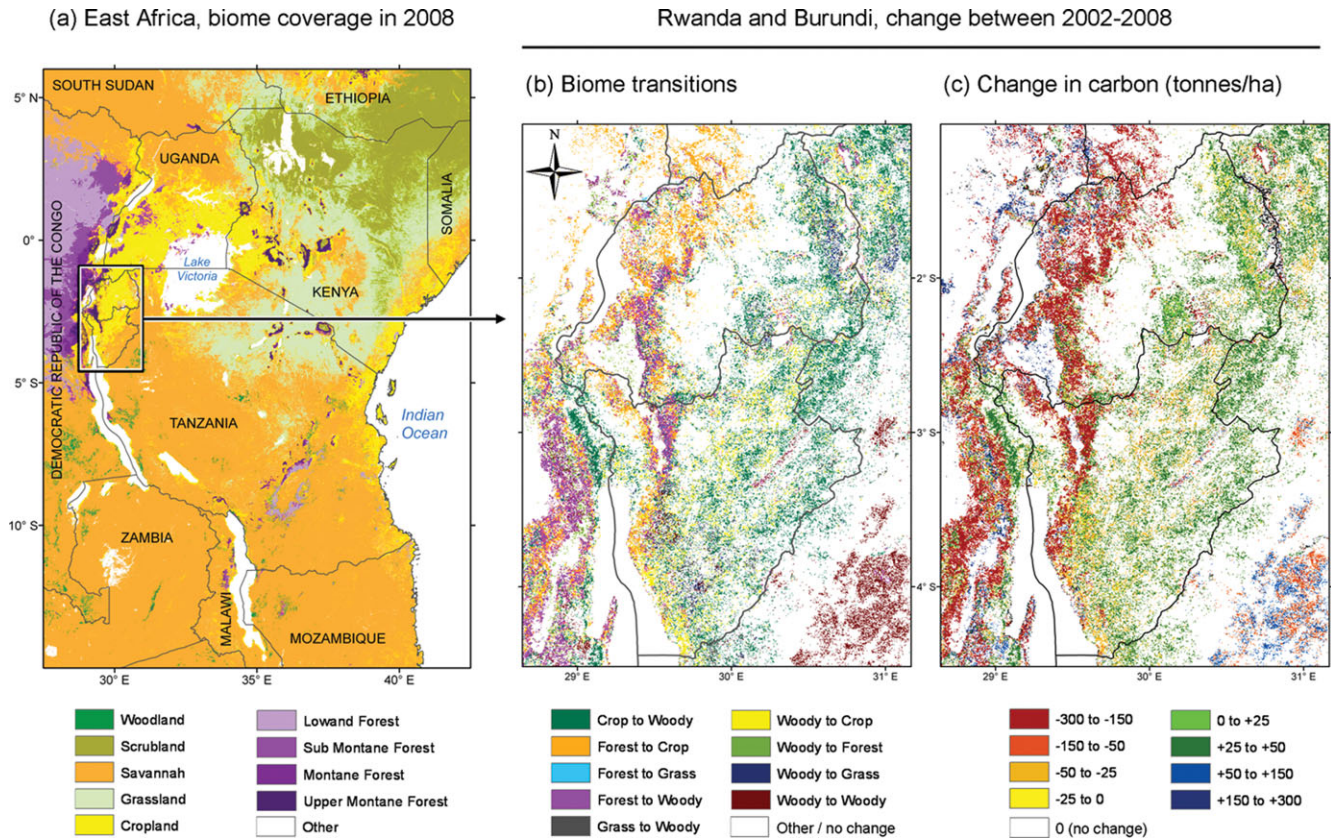 (a) East Africa, biome coverage in 2008
Rwanda and Burundi, change between 2002-2008
(b) Biome transitions
(c) Change in carbon (tonnes/ha)
SOUTH SUDAN
ETHIOPIA
UGANDA
SOMALIA
DEMOCRATIC REPUBLIC OF THE CONGO
Lake
Victoria
KENYA
TANZANIA
Indian
Ocean
ZAMBIA
MALAWI
MOZAMBIQUE
5° N
0°
5° S
10° S
30° E
35° E
40° E
N
29° E
30° E
31° E
2° S
3° S
4° S
29° E
30° E
31° E
Woodland
Scrubland
Savannah
Grassland
Cropland
Lowand Forest
Sub Montane Forest
Montane Forest
Upper Montane Forest
Other
Crop to Woody
Forest to Crop
Forest to Grass
Forest to Woody
Grass to Woody
Woody to Crop
Woody to Forest
Woody to Grass
Woody to Woody
Other / no change
-300 to -150
-150 to -50
-50 to -25
-25 to 0
0 (no change)
0 to +25
+25 to +50
+50 to +150
+150 to +300